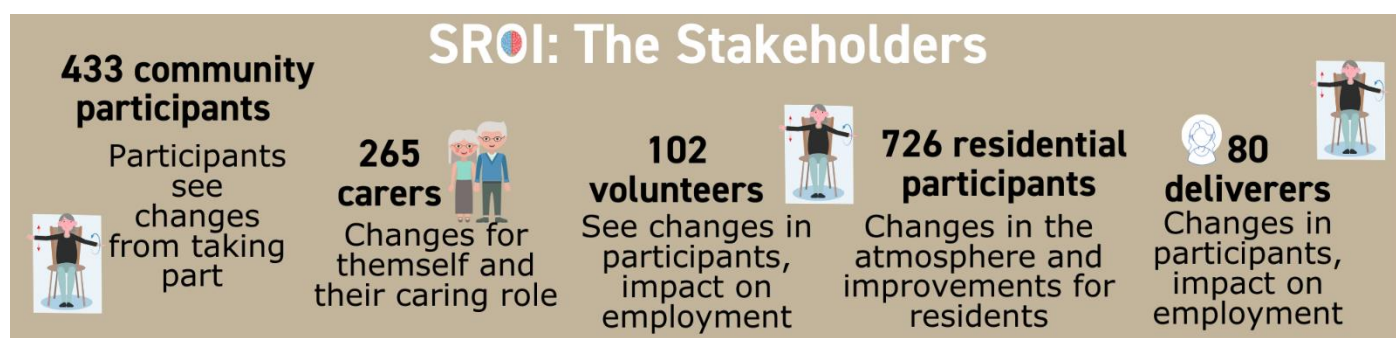 SROI: The Stakeholders
433 community
participants
Participants
see
changes
from taking
part
265
carers
Changes for
themself and
their caring role
102
volunteers
See changes in
participants,
impact on
employment
726 residential
participants
Changes in the
atmosphere and
improvements for
residents
80
deliverers
Changes in
participants,
impact on
employment